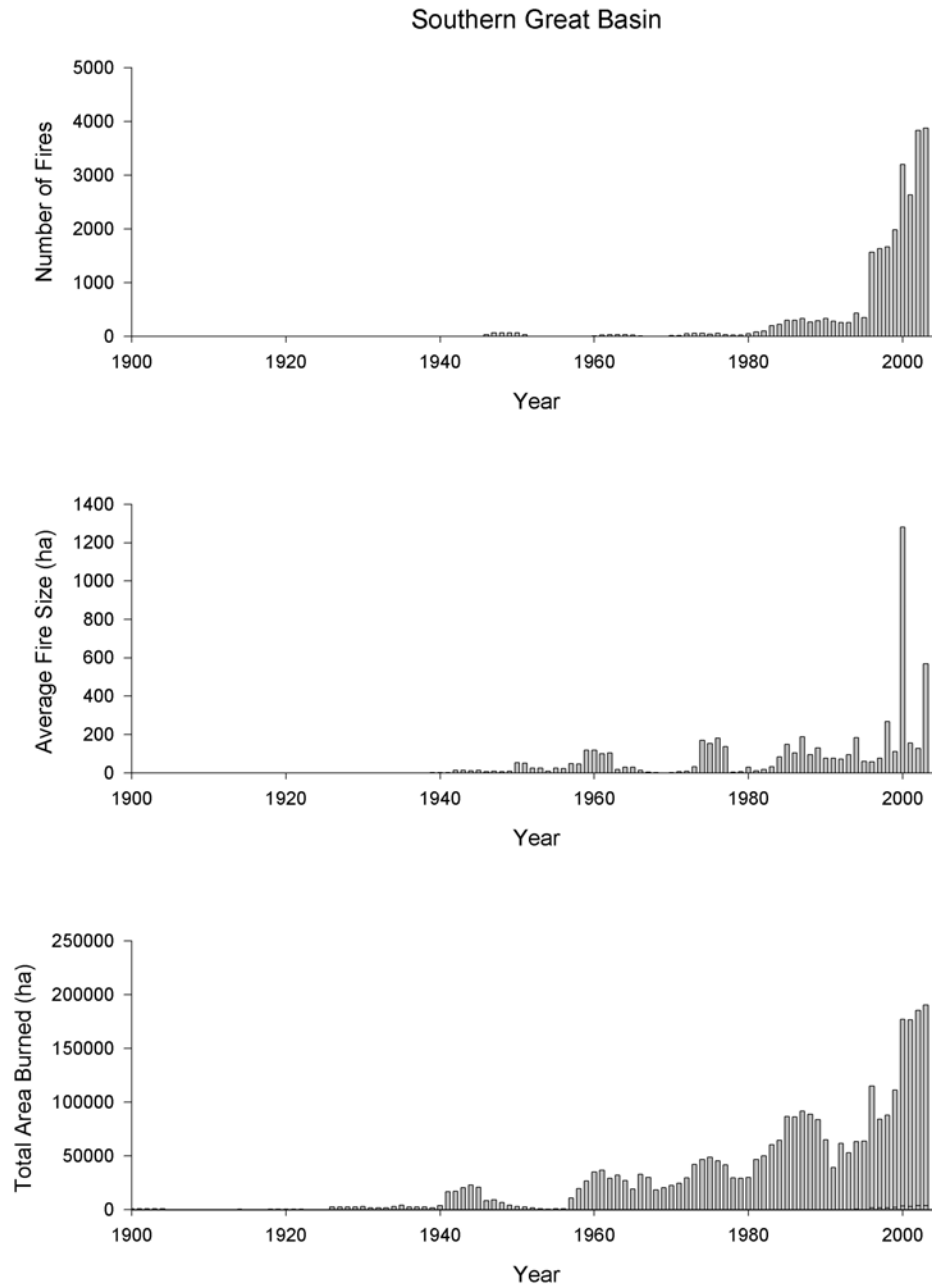 Southern Great Basin
5000
4000
3000
2000
1000
0
Number of Fires
1900 1920 1940 1960 1980 2000
Year
1400
1200
1000
800
600
400
200
0
Average Fire Size (ha)
1900 1920 1940 1960 1980 2000
Year
250000
200000
150000
100000
50000
0
Total Area Burned (ha)
1900 1920 1940 1960 1980 2000
Year